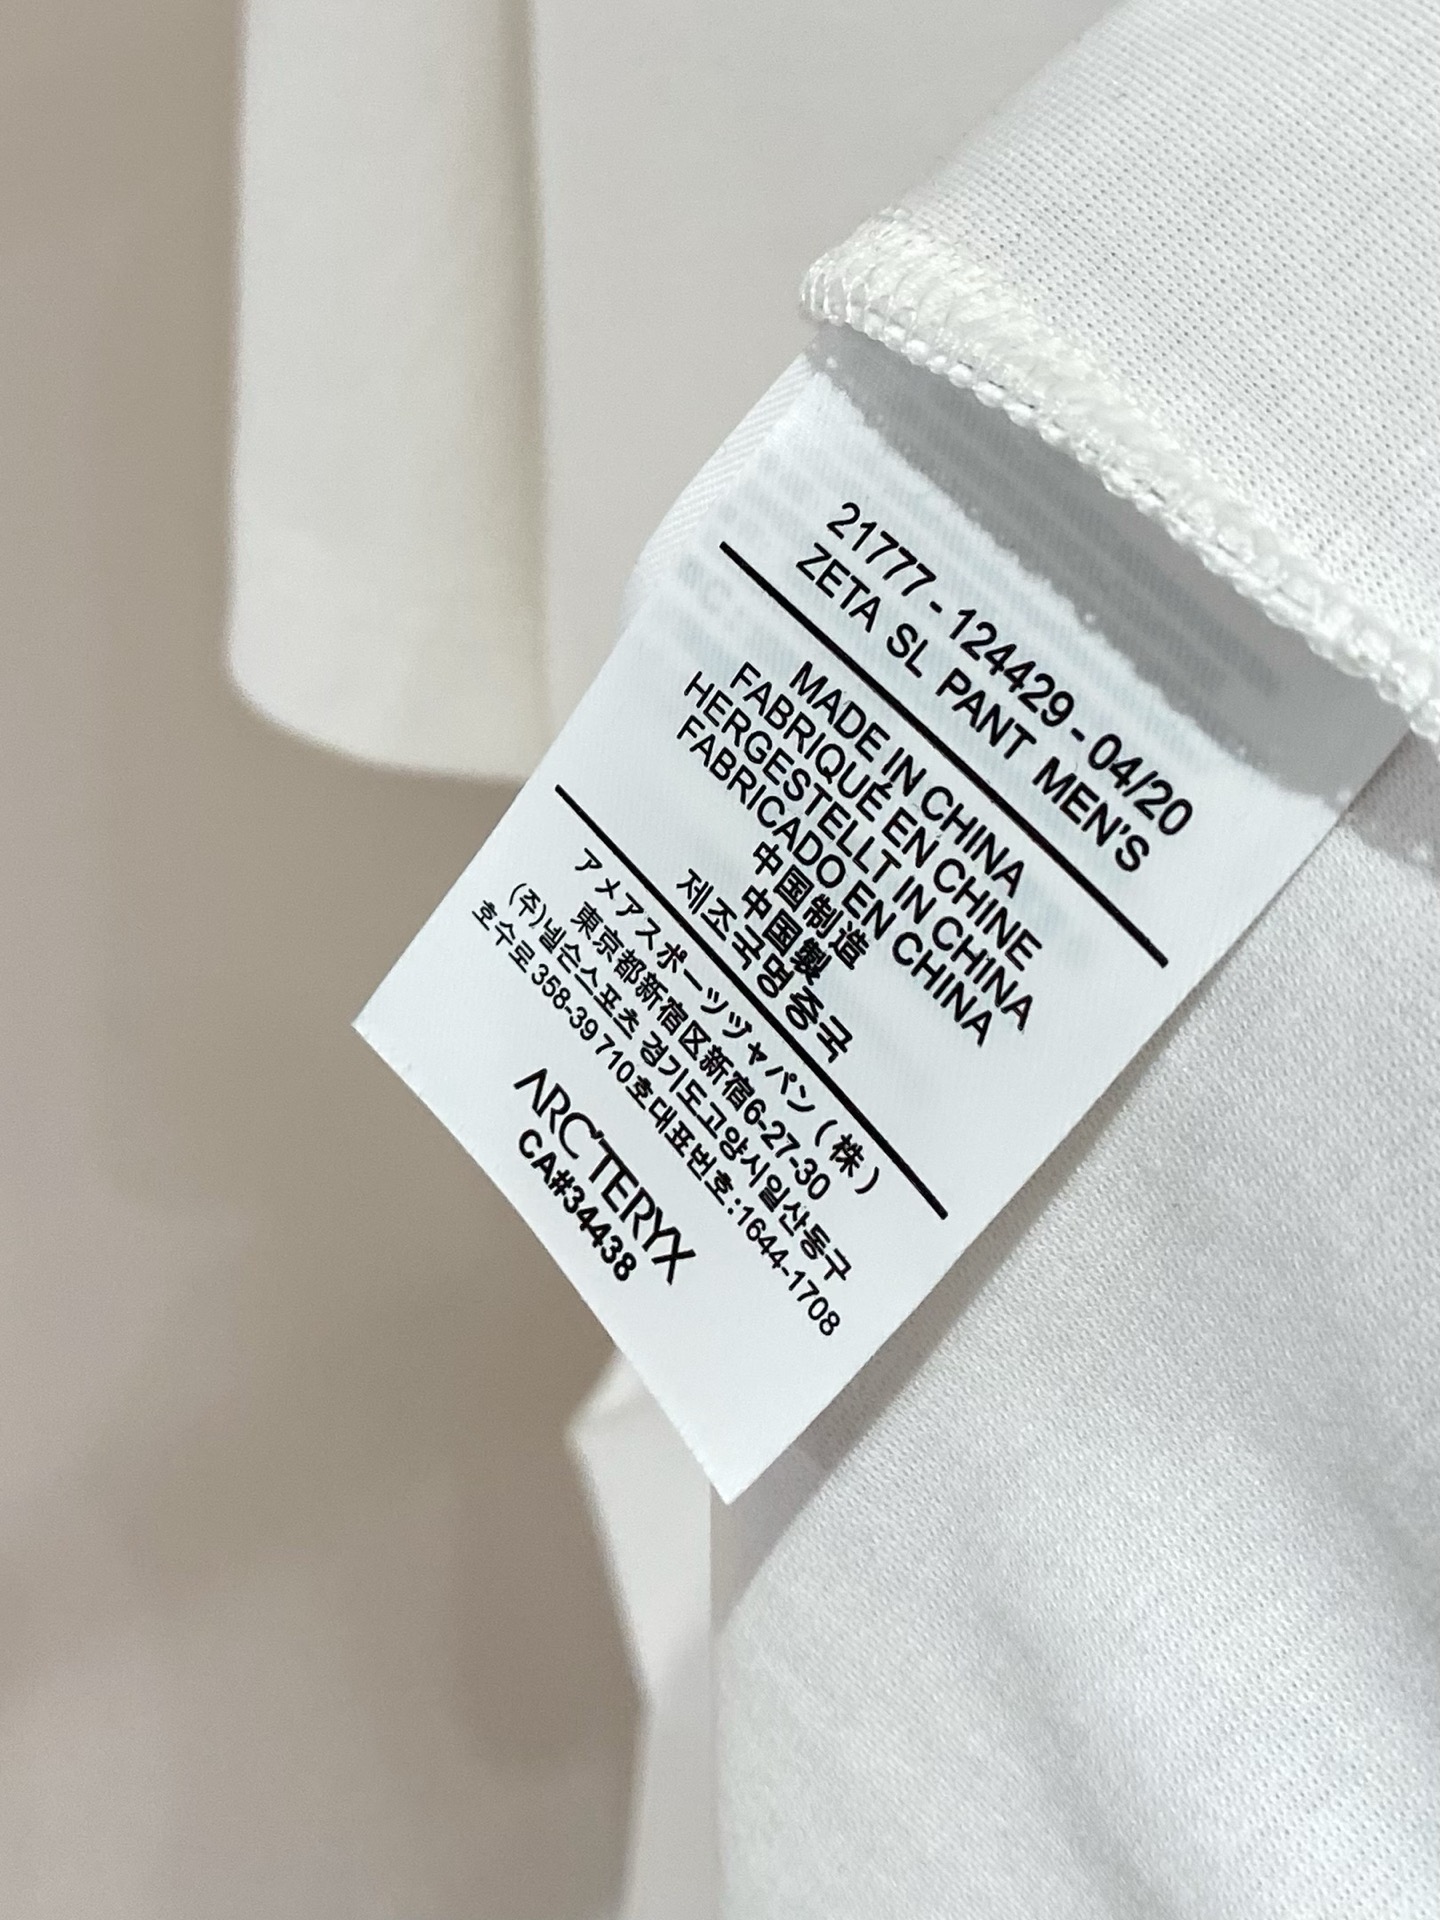 21777 - 124429 - 04/20
ZETA SL PANT MEN'S
MADE IN CHINA
FABRIQUÉ EN CHINE
HERGESTELLT IN CHINA
FABRICADO EN CHINA
中国制造
中国製
제조국명중국
アメアスポーツジャパン（株）
東京都新宿区新宿6-27-30
(주)넬슨스포츠 경기도고양시일산동구
호수로 358-39 710호대표번호:1644-1708
ARC'TERYX
CA#34438